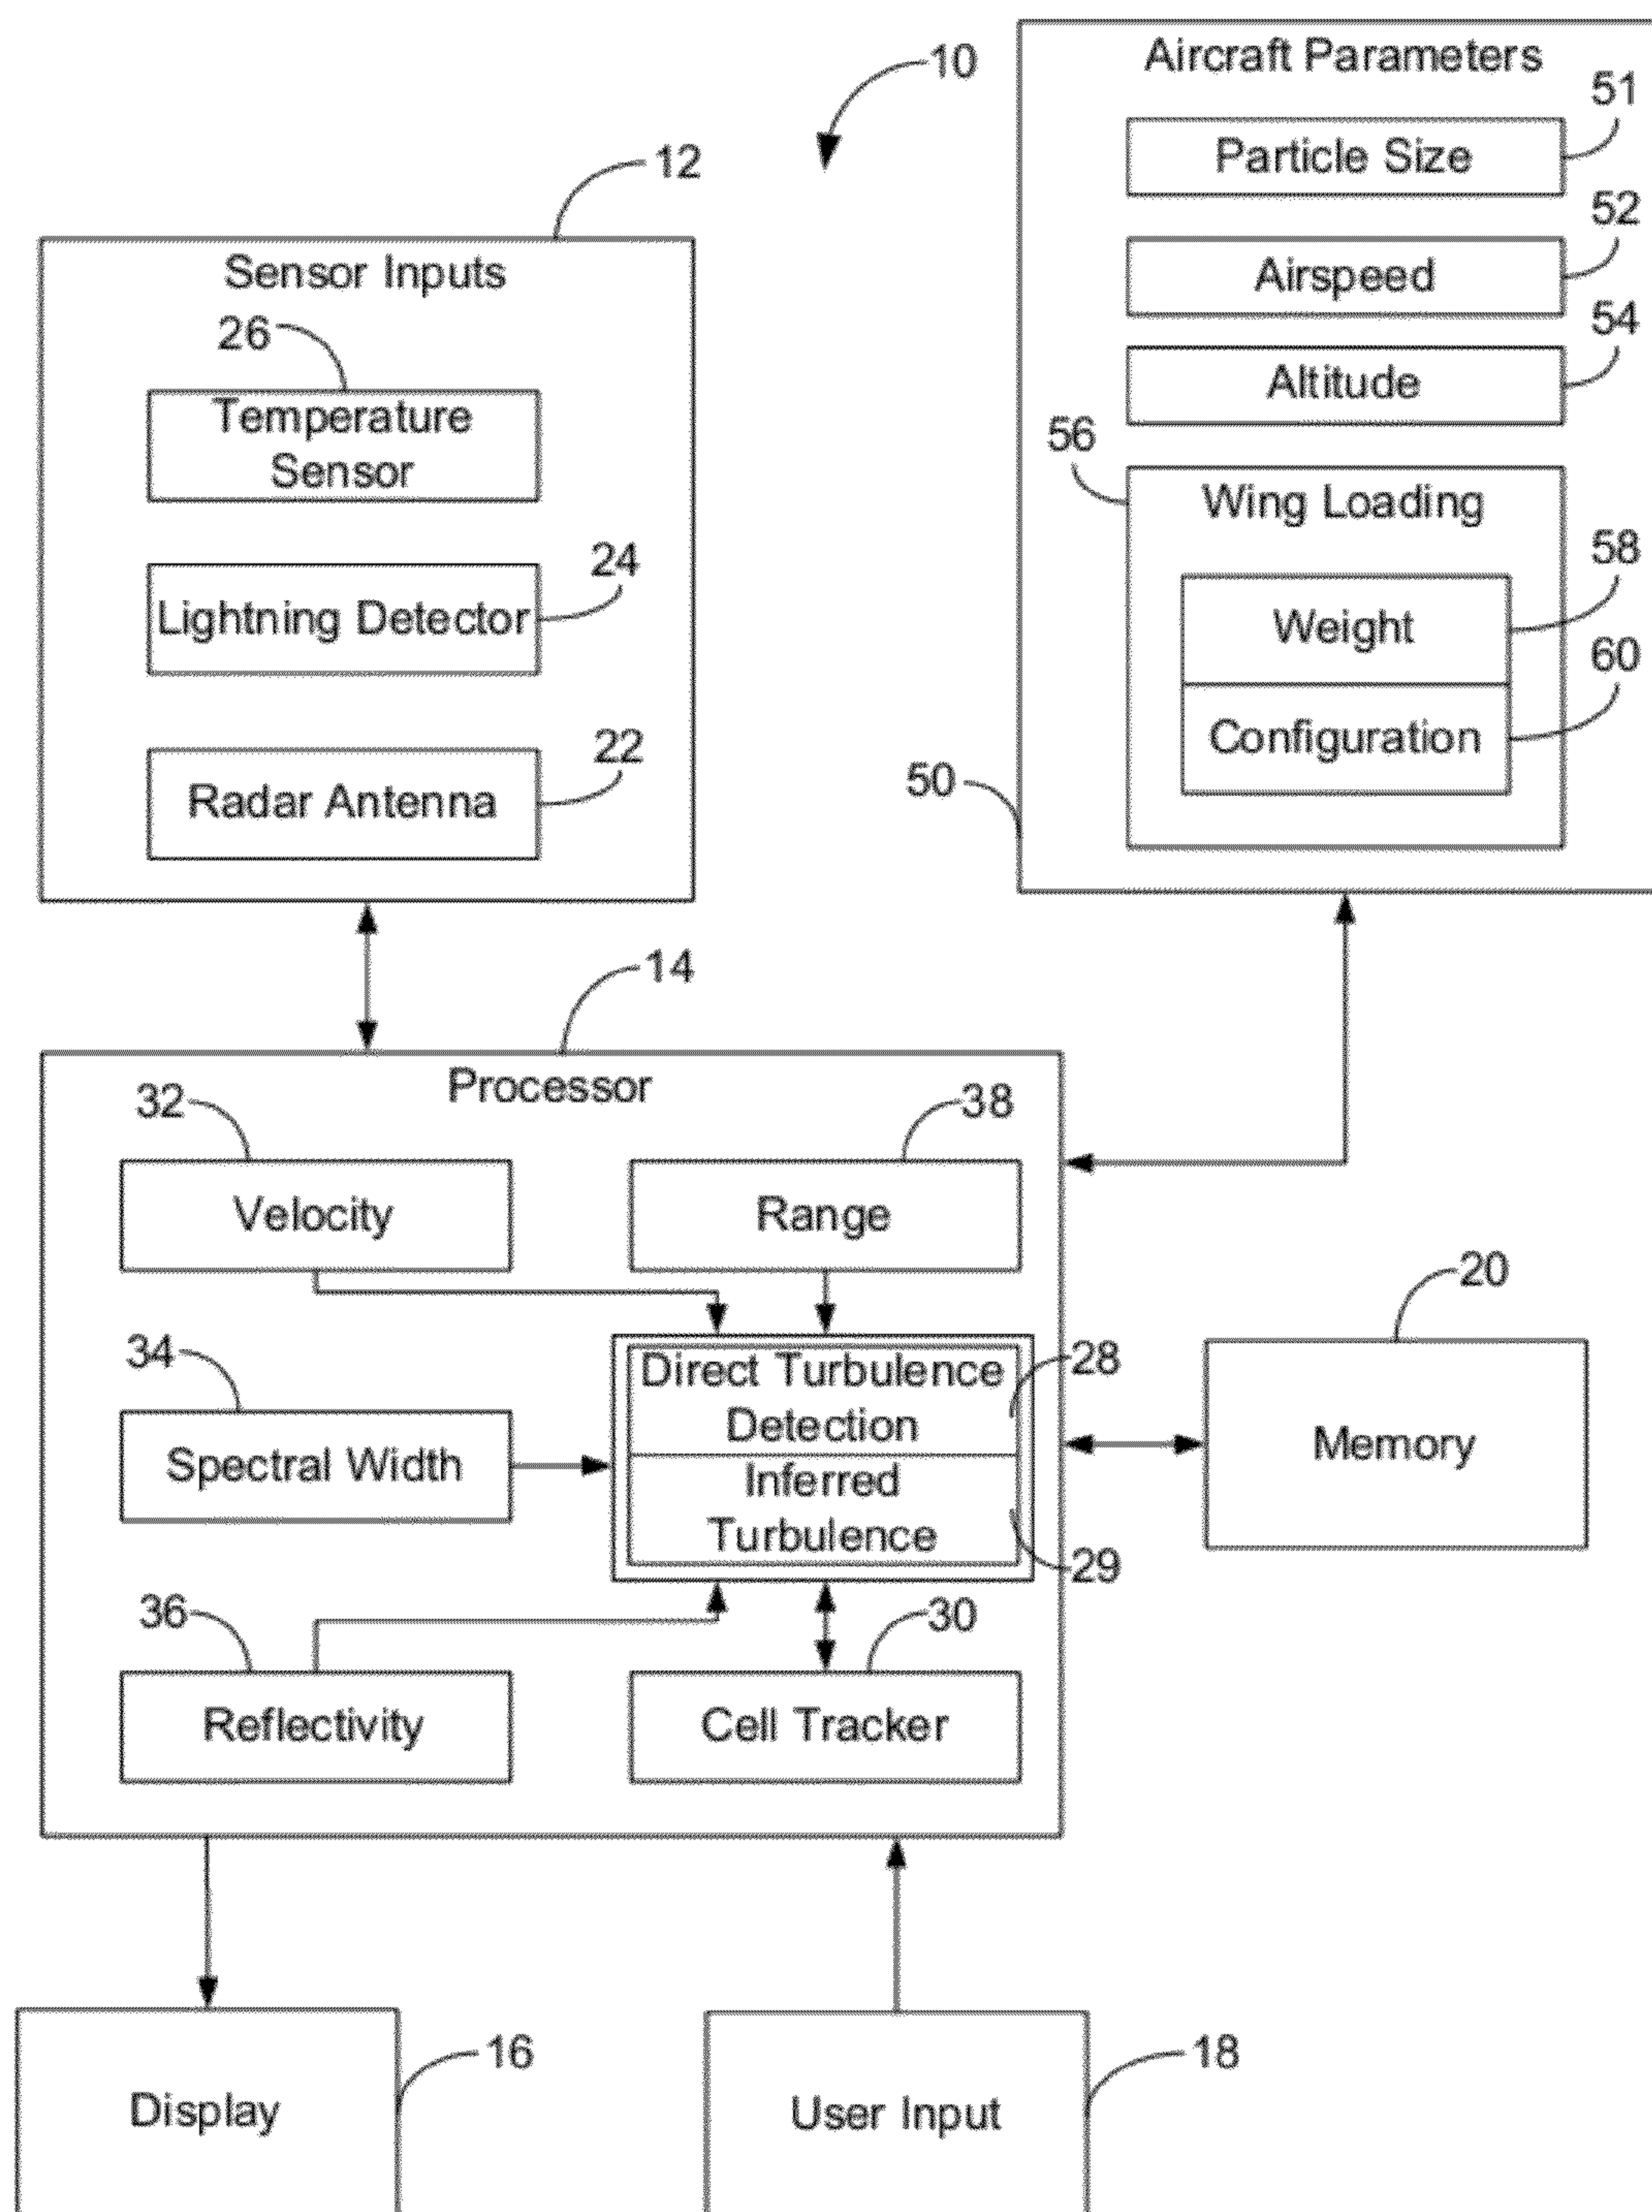 10
Aircraft Parameters
51
Particle Size
52
Airspeed
54
Altitude
56
Wing Loading
58
Weight
60
Configuration
50
12
Sensor Inputs
26
Temperature
Sensor
24
Lightning Detector
22
Radar Antenna
14
Processor
32
Velocity
38
Range
34
Spectral Width
Direct Turbulence
Detection
28
Inferred
Turbulence
29
36
Reflectivity
30
Cell Tracker
20
Memory
16
Display
18
User Input